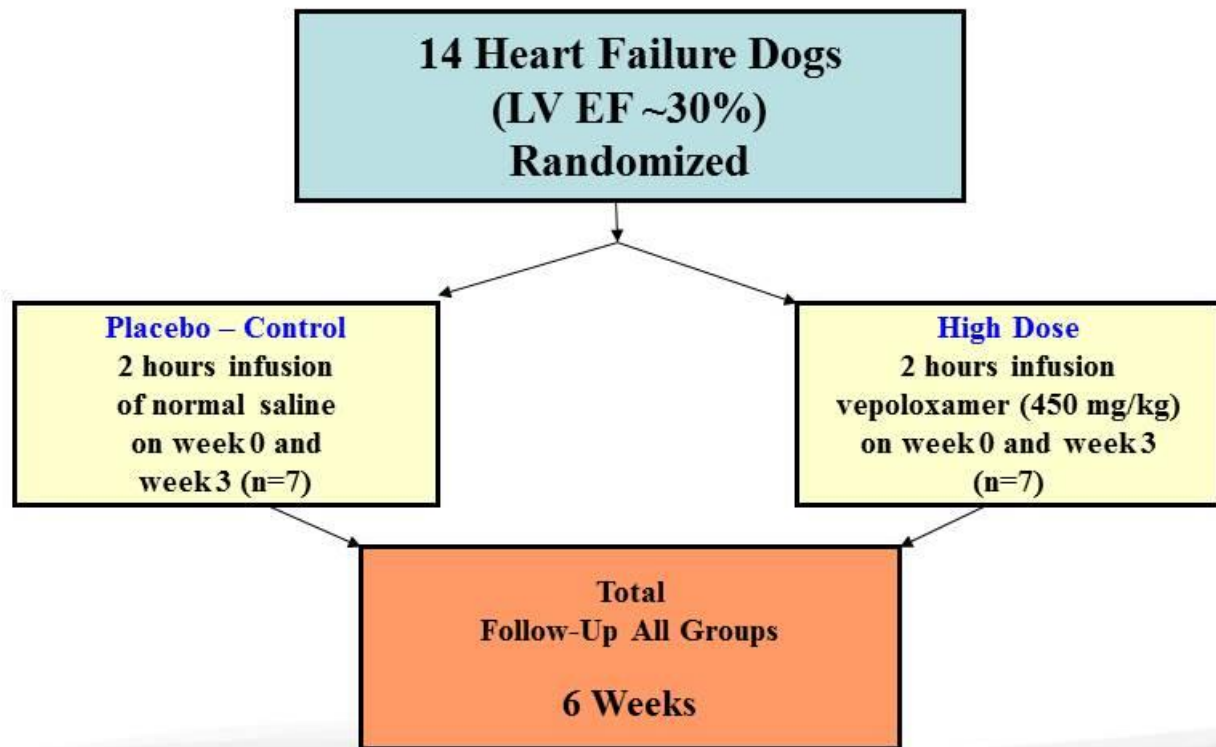 14 Heart Failure Dogs
(LV EF ~30%)
Randomized
Placebo – Control
2 hours infusion
of normal saline
on week 0 and
week 3 (n=7)
High Dose
2 hours infusion
vepoloxamer (450 mg/kg)
on week 0 and week 3
(n=7)
Total
Follow-Up All Groups
6 Weeks